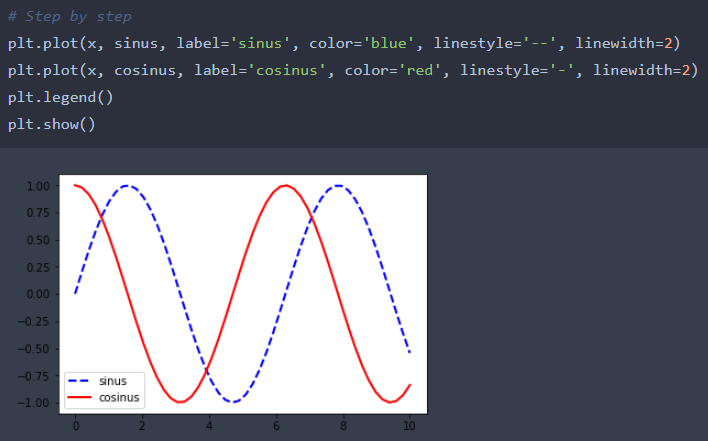 # Step by step
plt.plot(x, sinus, label='sinus', color='blue', linestyle='--', linewidth=2)
plt.plot(x, cosinus, label='cosinus', color='red', linestyle='-', linewidth=2)
plt.legend()
plt.show()
1.00
0.75
0.50
0.25
0.00
−0.25
−0.50
−0.75
−1.00
sinus
cosinus
0 2 4 6 8 10